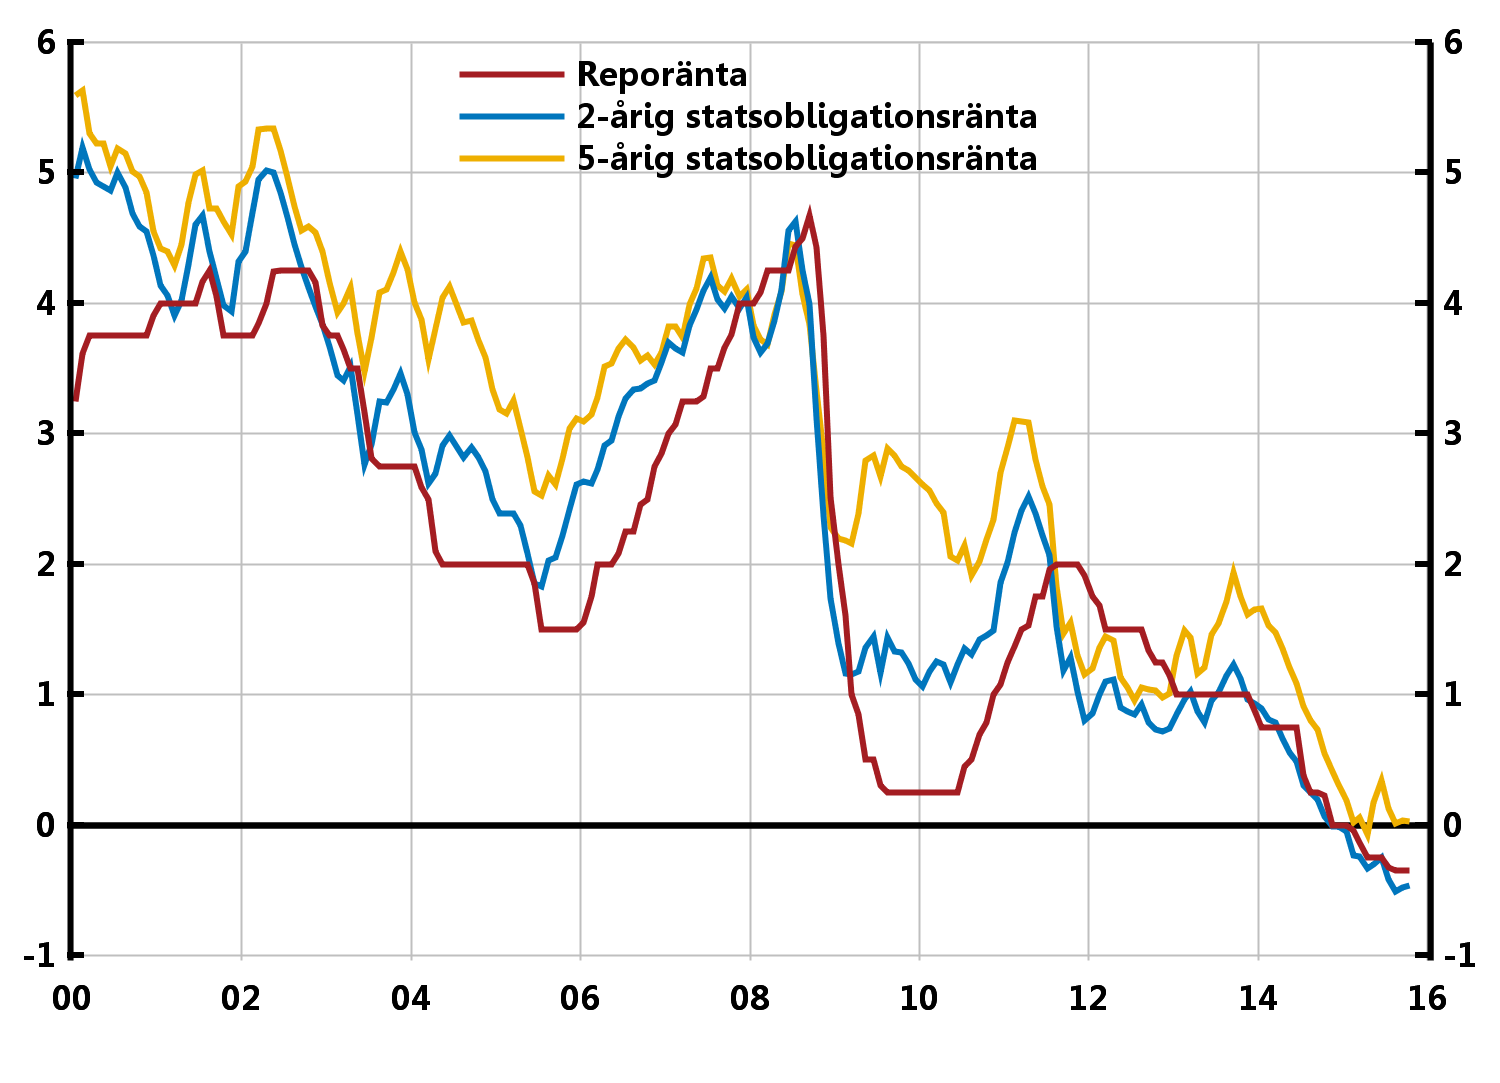 Reporänta
2-årig statsobligationsränta
5-årig statsobligationsränta
6 6
5 5
4 4
3 3
2 2
1 1
0 0
-1 -1
00 02 04 06 08 10 12 14 16